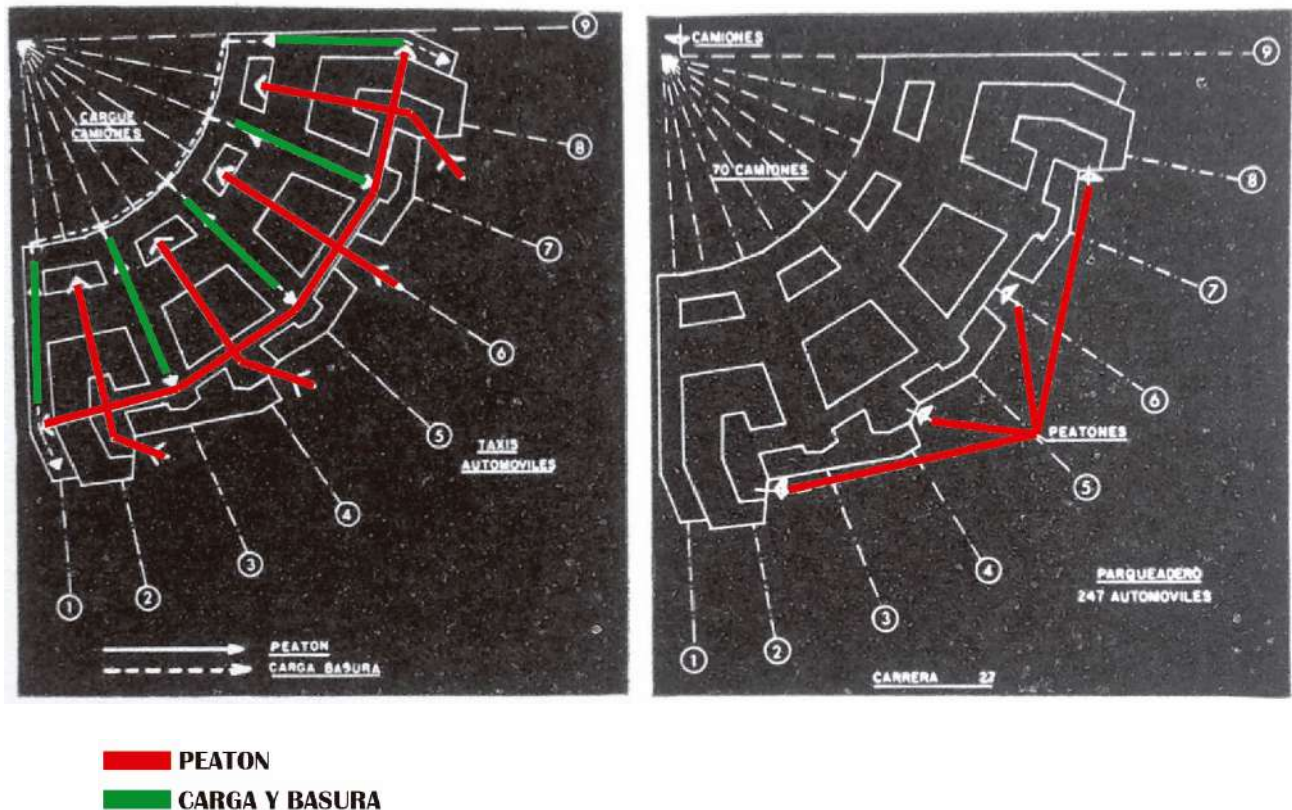 9
CARGUE
CAMIONES
8
7
6
5
TAXIS
AUTOMOVILES
4
3
2
1
PEATON
CARGA BASURA
CAMIONES
9
70 CAMIONES
8
7
6
PEATONES
5
4
PARQUEADERO
247 AUTOMOVILES
3
2
1
CARRERA 27
PEATON
CARGA Y BASURA